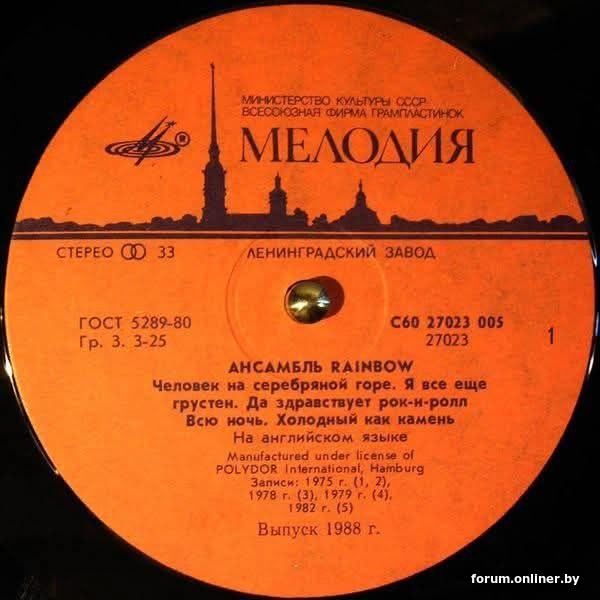 МИНИСТЕРСТВО КУЛЬТУРЫ СССР
ВСЕСОЮЗНАЯ ФИРМА ГРАМПЛАСТИНОК
МЕЛОДИЯ
®
СТЕРЕО 33
ЛЕНИНГРАДСКИЙ ЗАВОД
ГОСТ 5289-80
Гр. 3. 3-25
С60 27023 005
27023
1
АНСАМБЛЬ RAINBOW
Человек на серебряной горе. Я все еще
грустен. Да здравствует рок-и-ролл
Всю ночь. Холодный как камень
На английском языке
Manufactured under license of
POLYDOR International, Hamburg
Записи: 1975 г. (1, 2),
1978 г. (3), 1979 г. (4),
1982 г. (5)
Выпуск 1988 г.
forum.onliner.by